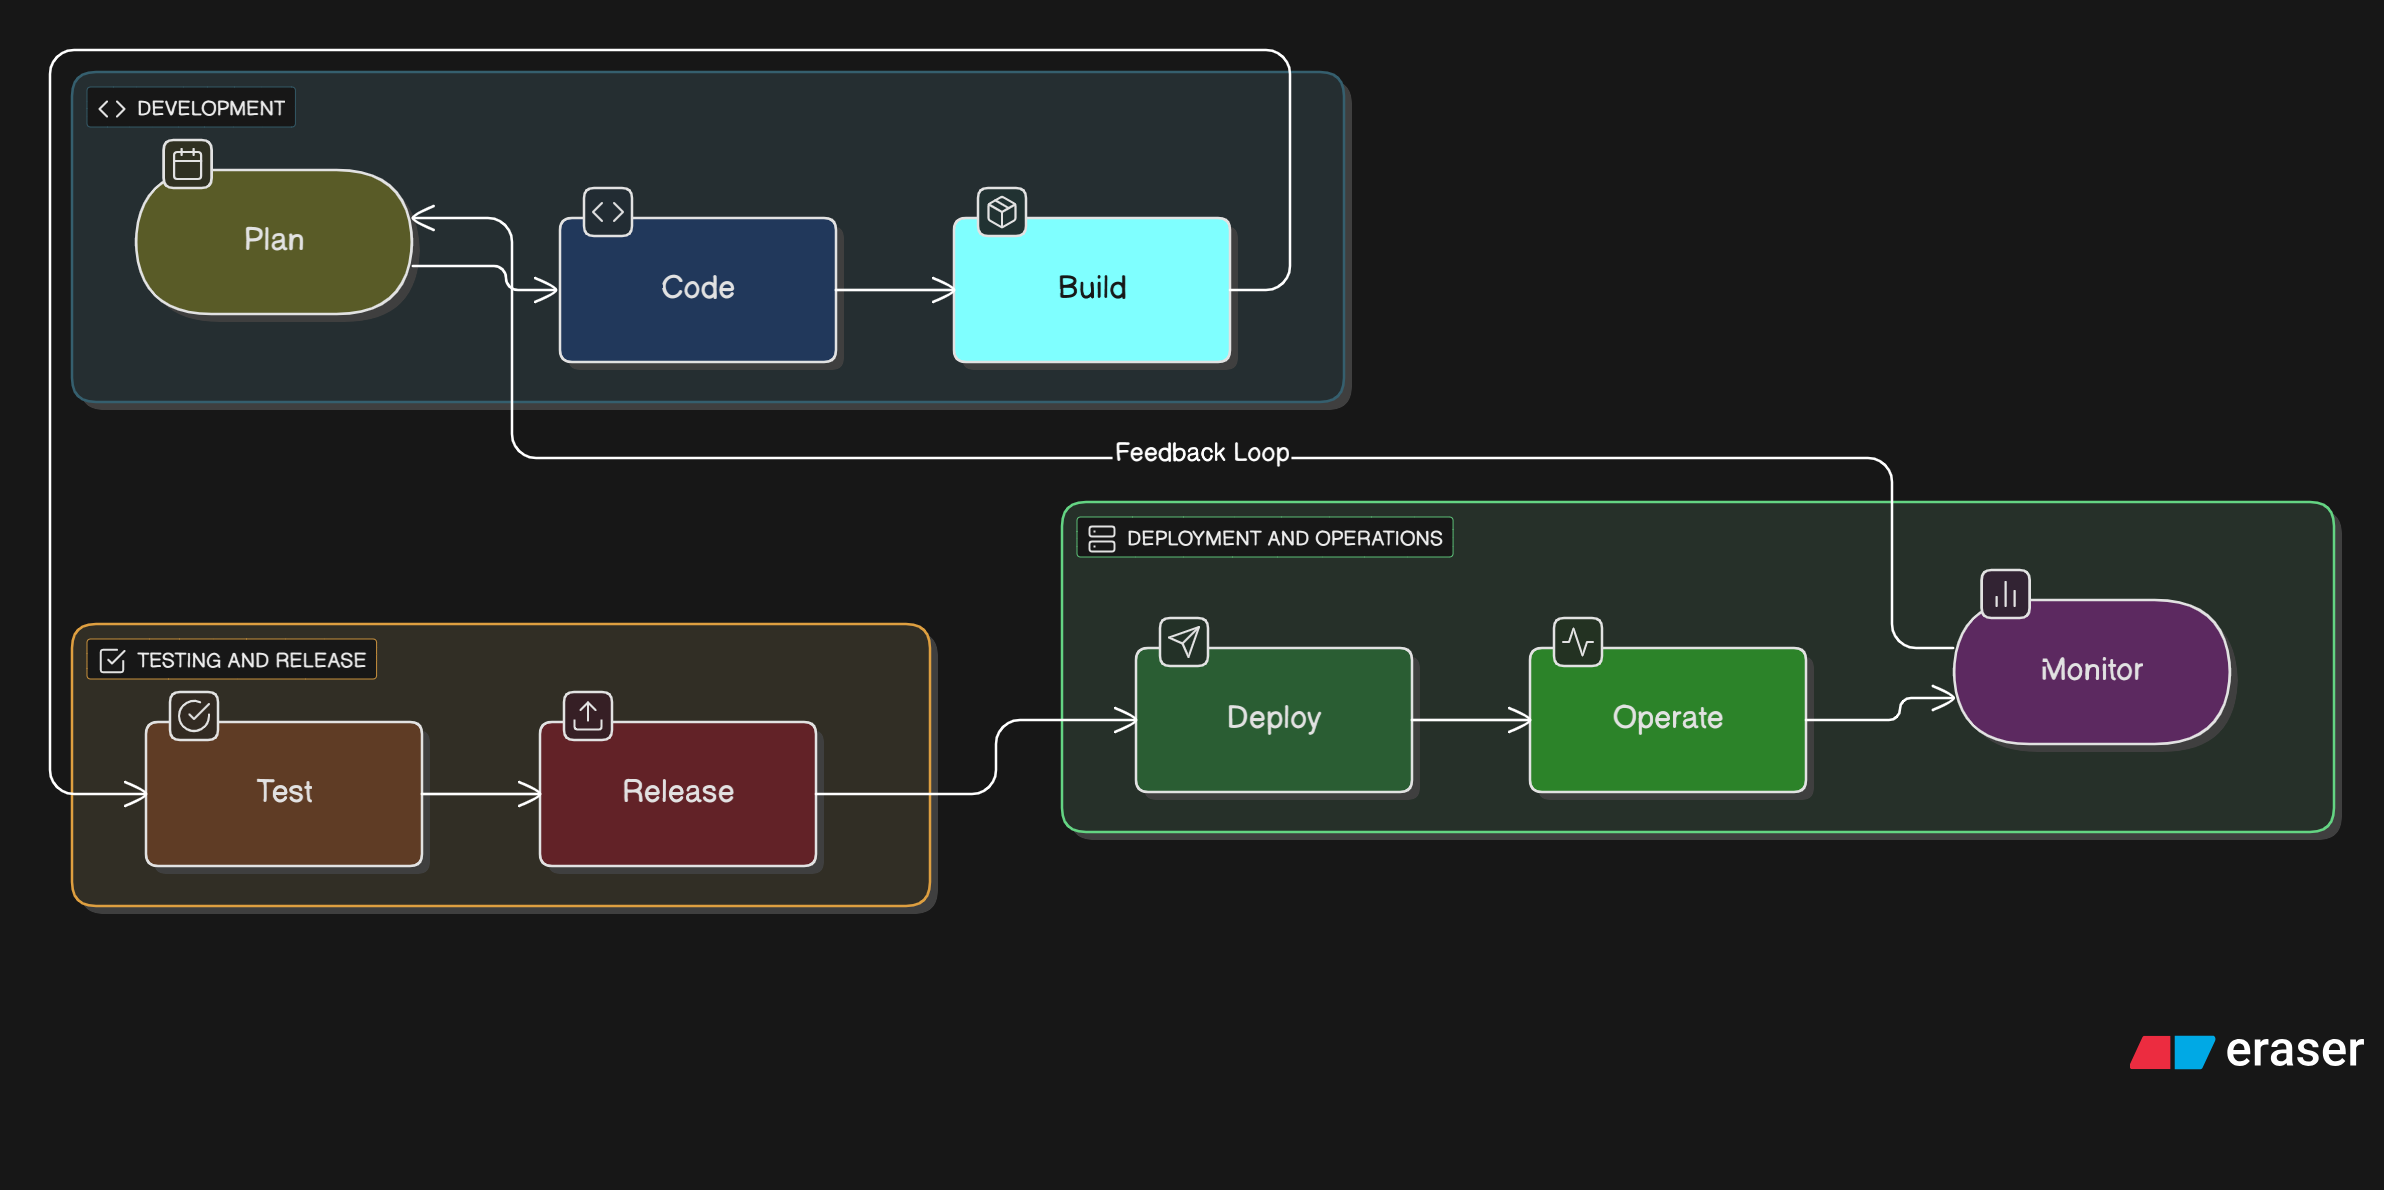 DEVELOPMENT
Plan
Code
Build
Feedback Loop
DEPLOYMENT AND OPERATIONS
Deploy
Operate
Monitor
TESTING AND RELEASE
Test
Release
eraser